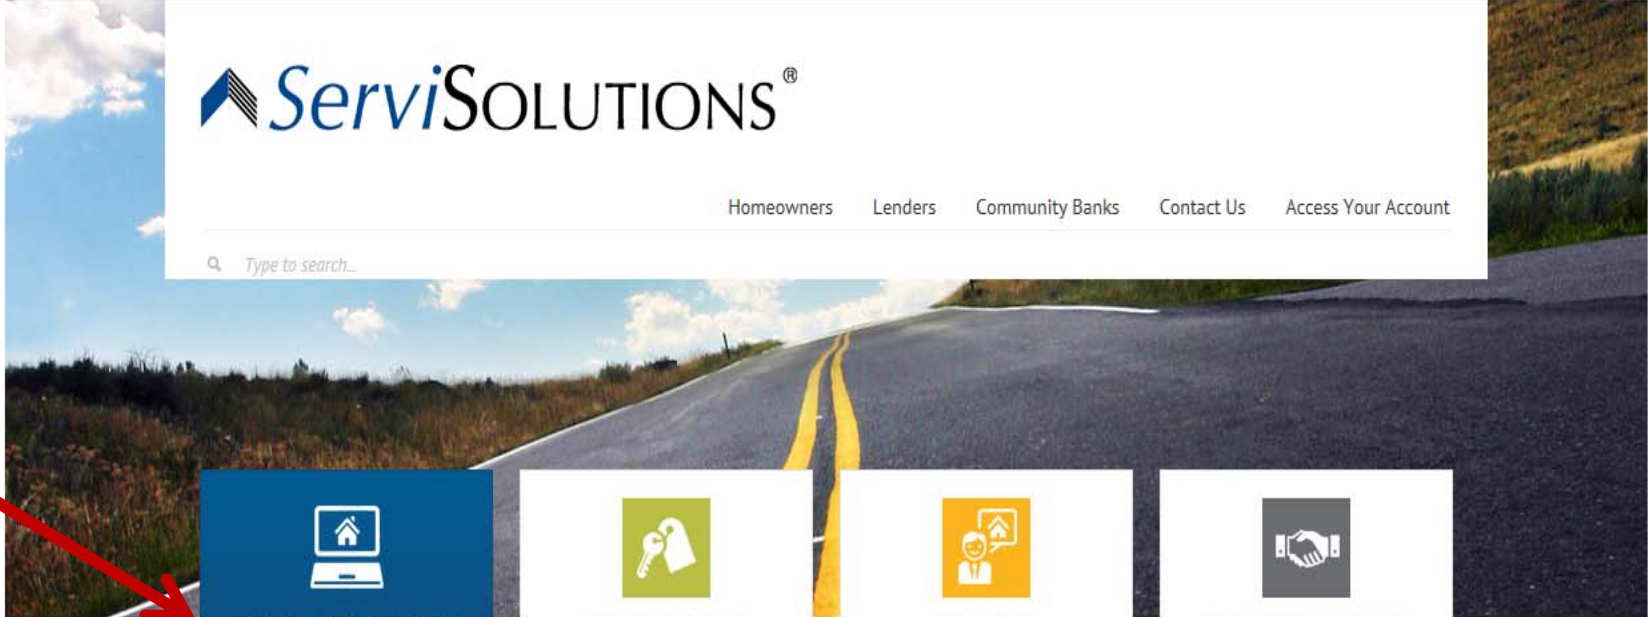 ServiSOLUTIONS®
Homeowners Lenders Community Banks Contact Us Access Your Account
Type to search...